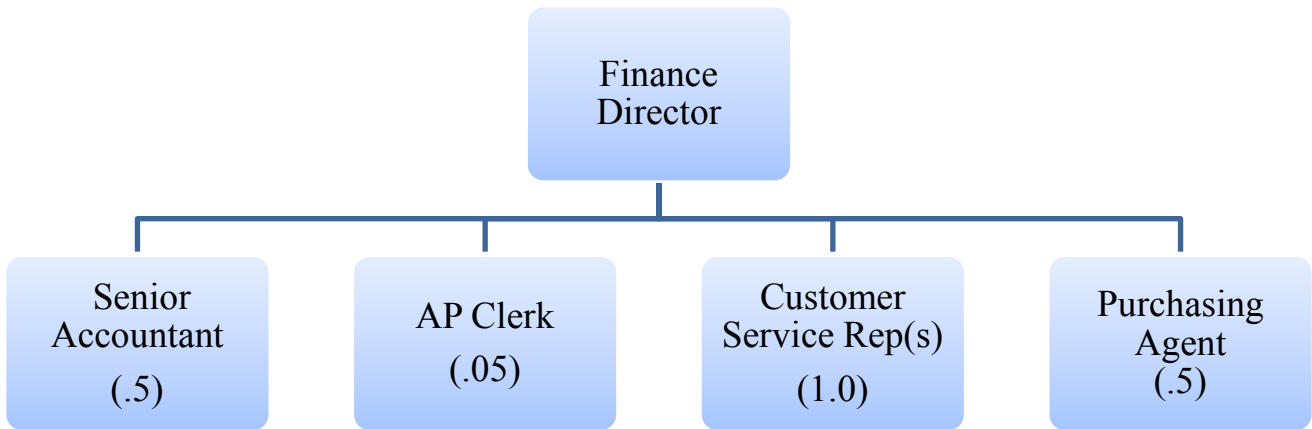 Finance
Director
Senior
Accountant
(.5)
AP Clerk
(.05)
Customer
Service Rep(s)
(1.0)
Purchasing
Agent
(.5)